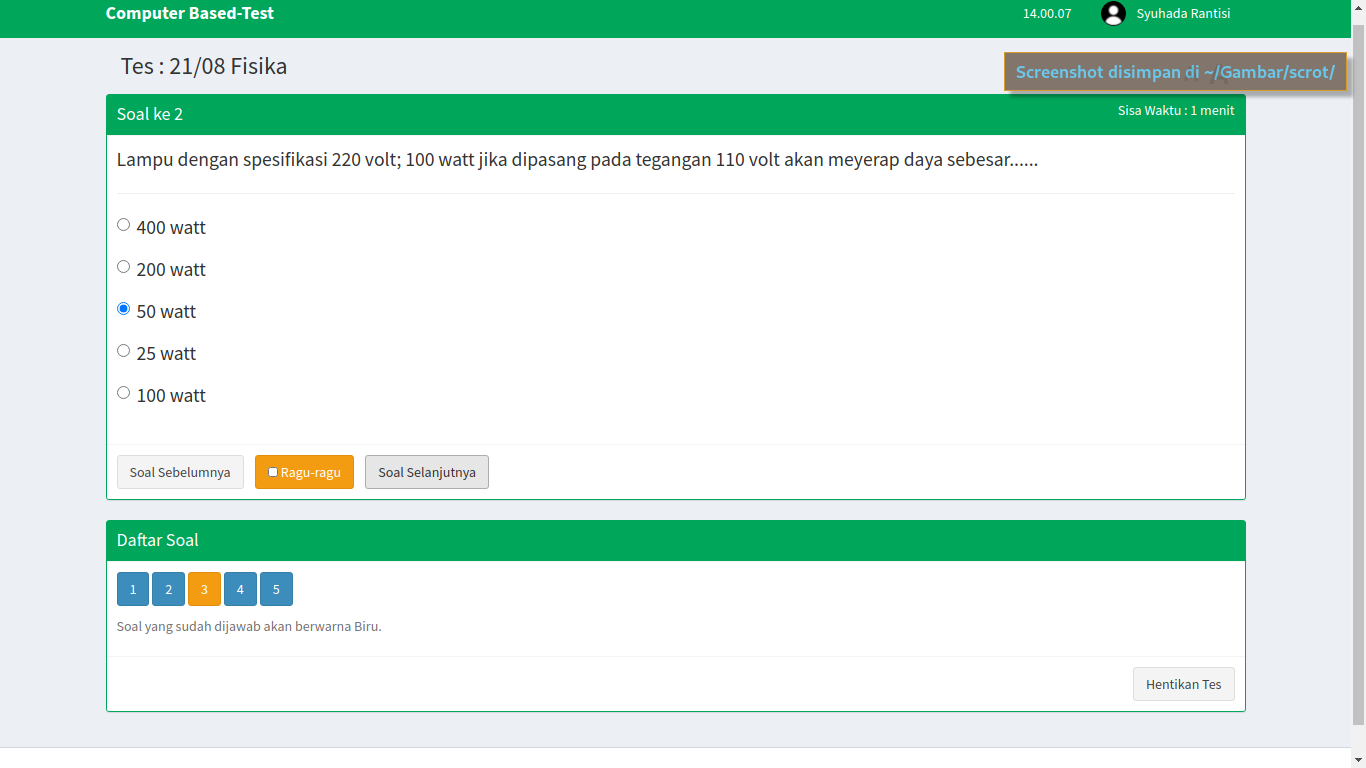 Computer Based-Test
14.00.07
Syuhada Rantisi
Tes : 21/08 Fisika
Screenshot disimpan di ~/Gambar/scrot/
Soal ke 2
Sisa Waktu : 1 menit
Lampu dengan spesifikasi 220 volt; 100 watt jika dipasang pada tegangan 110 volt akan meyerap daya sebesar......
400 watt
200 watt
50 watt
25 watt
100 watt
Soal Sebelumnya
Ragu-ragu
Soal Selanjutnya
Daftar Soal
1 2 3 4 5
Soal yang sudah dijawab akan berwarna Biru.
Hentikan Tes